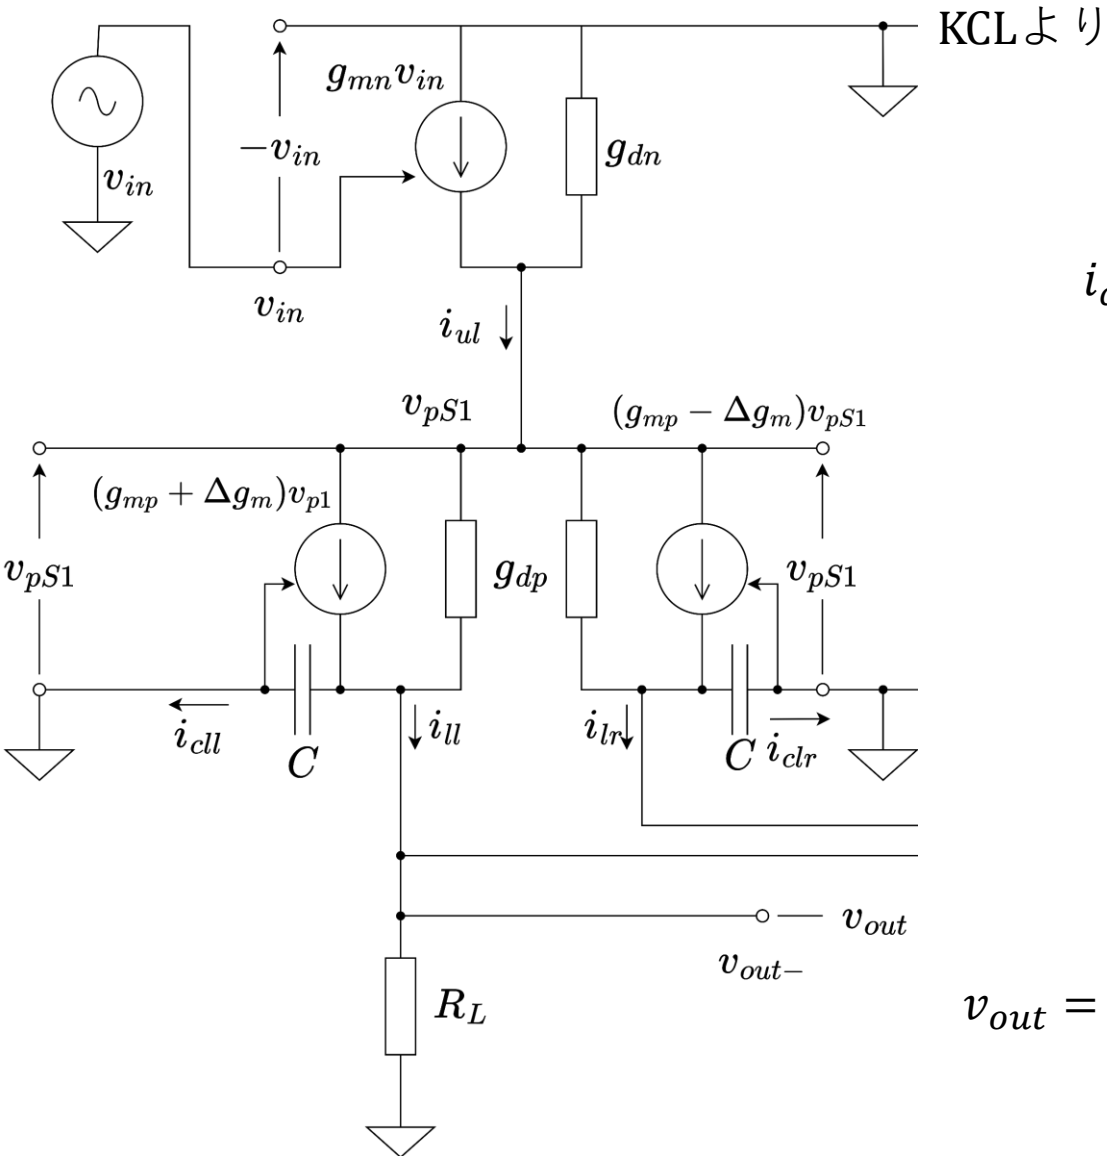 KCLより
g_{mn}v_{in}
-v_{in}
g_{dn}
v_{in}
v_{in}
i_c
i_{ul}
v_{pS1}
(g_{mp} - Δg_m)v_{pS1}
(g_{mp} + Δg_m)v_{p1}
v_{pS1}
g_{dp}
v_{pS1}
i_{cll}
C
i_{ll}
i_{lr}
C
i_{clr}
v_{out}
v_{out-}
R_L
v_{out} =